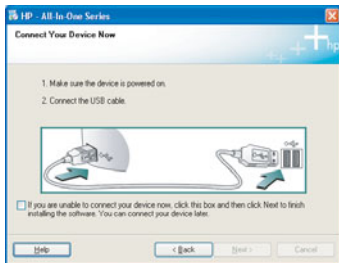 HP - All-In-One Series
Connect Your Device Now
hp
1. Make sure the device is powered on.
2. Connect the USB cable.
If you are unable to connect your device now, click this box and then click Next to finish
installing the software. You can connect your device later.
Help
< Back
Next >
Cancel